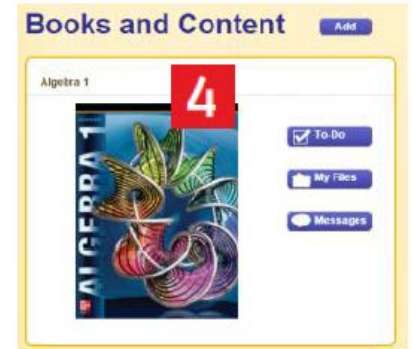 Books and Content
Add
Algebra 1
4
ALGEBRA 1
To-Do
My Files
Messages